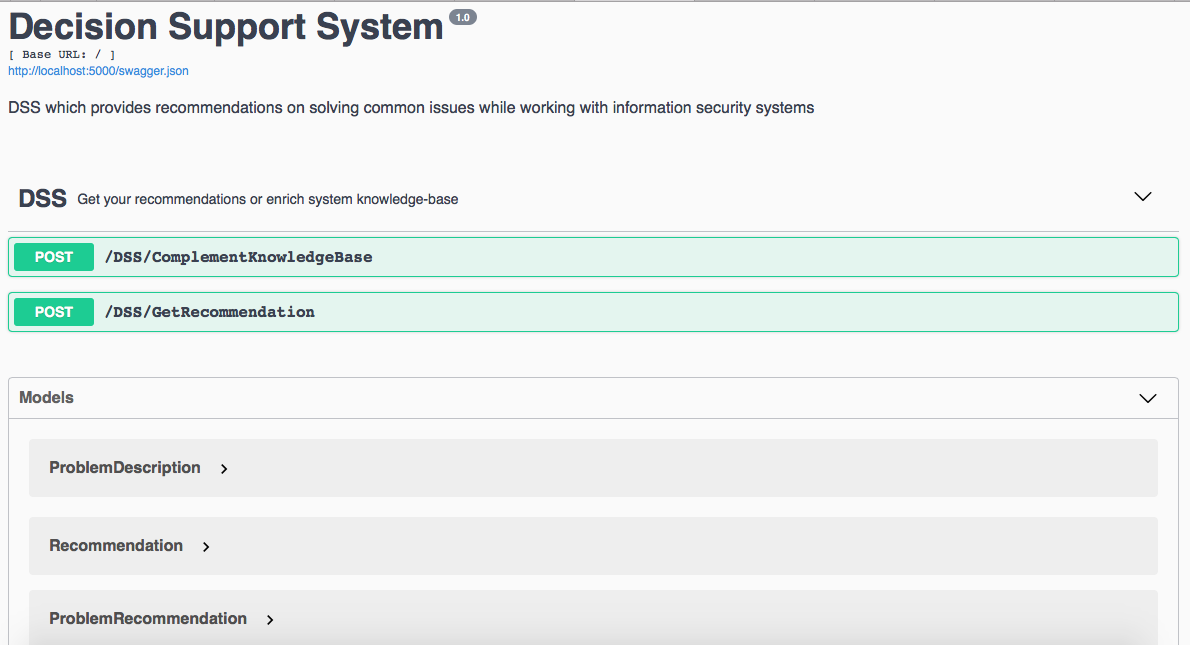 Decision Support System 1.0
[ Base URL: / ]
http://localhost:5000/swagger.json
DSS which provides recommendations on solving common issues while working with information security systems
DSS Get your recommendations or enrich system knowledge-base
POST /DSS/ComplementKnowledgeBase
POST /DSS/GetRecommendation
Models
ProblemDescription
Recommendation
ProblemRecommendation